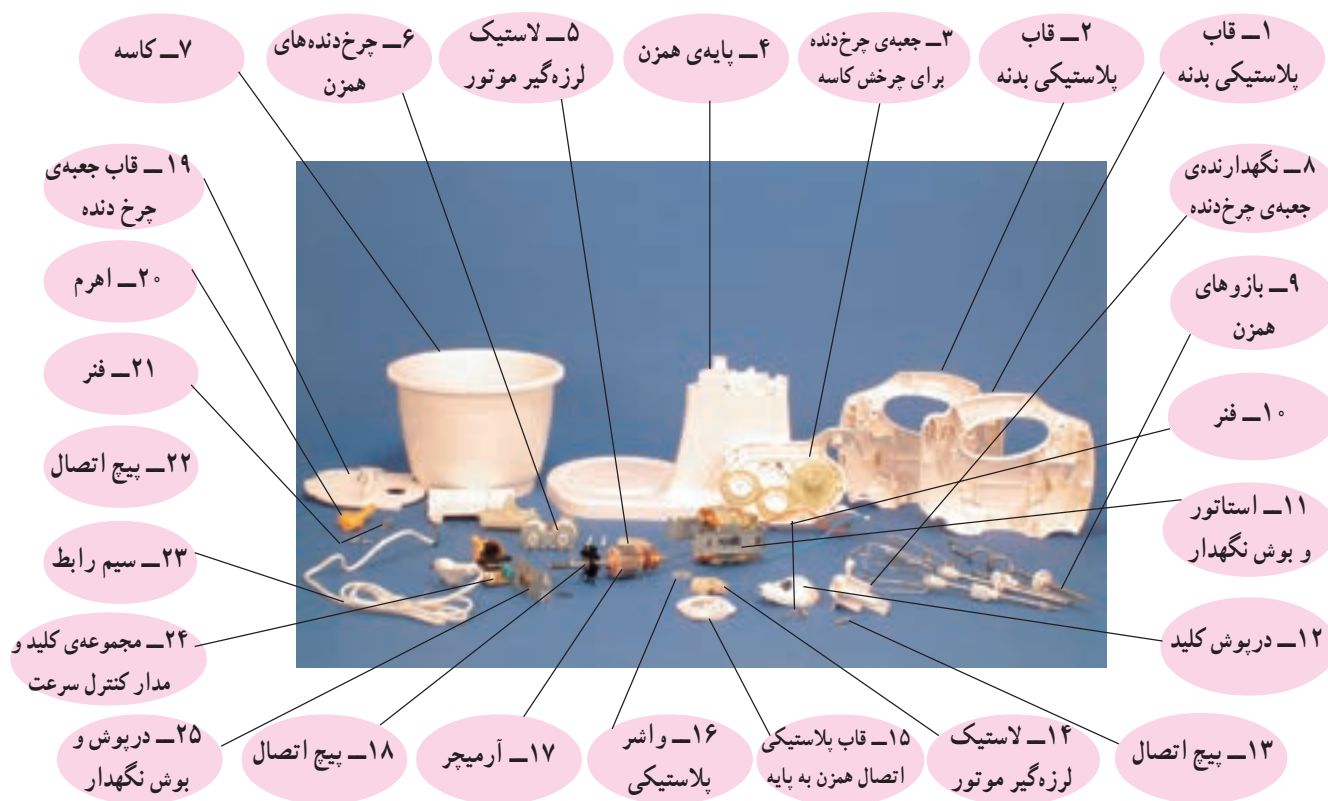 ۱ــ قاب
پلاستیکی بدنه
۲ــ قاب
پلاستیکی بدنه
۳ــ جعبه‌ی چرخ‌دنده
برای چرخش کاسه
۴ــ پایه‌ی همزن
۵ــ لاستیک
لرزه‌گیر موتور
۶ــ چرخ‌دنده‌های
همزن
۷ــ کاسه
۸ــ نگهدارنده‌ی
جعبه‌ی چرخ‌دنده
۹ــ بازوهای
همزن
۱۰ــ فنر
۱۱ــ استاتور
و بوش نگهدار
۱۲ــ درپوش کلید
۱۳ــ پیچ اتصال
۱۴ــ لاستیک
لرزه‌گیر موتور
۱۵ــ قاب پلاستیکی
اتصال همزن به پایه
۱۶ــ واشر
پلاستیکی
۱۷ــ آرمیچر
۱۸ــ پیچ اتصال
۱۹ــ قاب جعبه‌ی
چرخ دنده
۲۰ــ اهرم
۲۱ــ فنر
۲۲ــ پیچ اتصال
۲۳ــ سیم رابط
۲۴ــ مجموعه‌ی کلید و
مدار کنترل سرعت
۲۵ــ درپوش و
بوش نگهدار